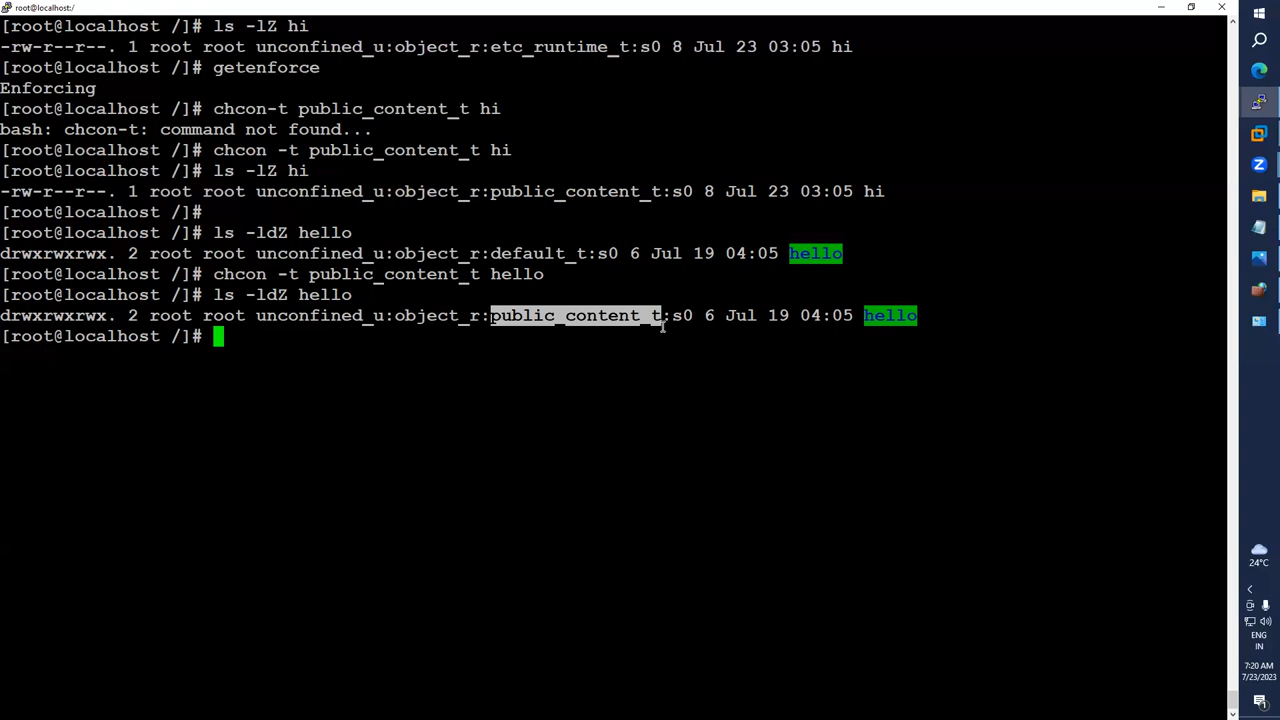 root@localhost:/
[root@localhost /]# ls -lZ hi
-rw-r--r--. 1 root root unconfined_u:object_r:etc_runtime_t:s0 8 Jul 23 03:05 hi
[root@localhost /]# getenforce
Enforcing
[root@localhost /]# chcon-t public_content_t hi
bash: chcon-t: command not found...
[root@localhost /]# chcon -t public_content_t hi
[root@localhost /]# ls -lZ hi
-rw-r--r--. 1 root root unconfined_u:object_r:public_content_t:s0 8 Jul 23 03:05 hi
[root@localhost /]#
[root@localhost /]# ls -ldZ hello
drwxrwxrwx. 2 root root unconfined_u:object_r:default_t:s0 6 Jul 19 04:05 hello
[root@localhost /]# chcon -t public_content_t hello
[root@localhost /]# ls -ldZ hello
drwxrwxrwx. 2 root root unconfined_u:object_r:public_content_t:s0 6 Jul 19 04:05 hello
[root@localhost /]#
24°C
ENG
IN
7:20 AM
7/23/2023